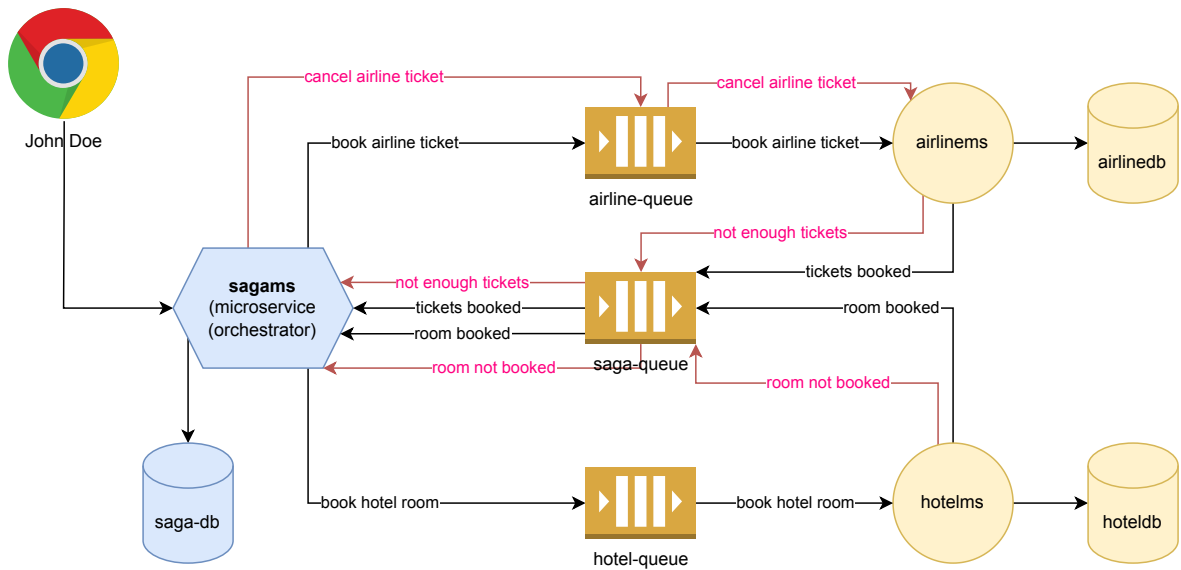 John Doe
cancel airline ticket
cancel airline ticket
book airline ticket
book airline ticket
airlinems
airlinedb
airline-queue
not enough tickets
tickets booked
sagams
(microservice
(orchestrator)
not enough tickets
tickets booked
room booked
room booked
room not booked
saga-queue
room not booked
saga-db
book hotel room
book hotel room
hotelms
hoteldb
hotel-queue